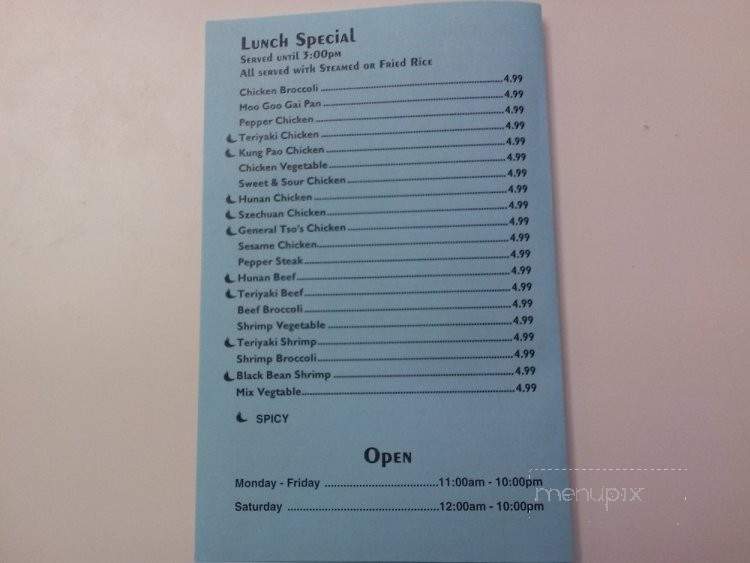 Lunch Special
Served until 3:00pm
All served with Steamed or Fried Rice
Chicken Broccoli ........ 4.99
Moo Goo Gai Pan ........ 4.99
Pepper Chicken ........ 4.99
Teriyaki Chicken ........ 4.99
Kung Pao Chicken ........ 4.99
Chicken Vegetable ........ 4.99
Sweet & Sour Chicken ........ 4.99
Hunan Chicken ........ 4.99
Szechuan Chicken ........ 4.99
General Tso's Chicken ........ 4.99
Sesame Chicken ........ 4.99
Pepper Steak ........ 4.99
Hunan Beef ........ 4.99
Teriyaki Beef ........ 4.99
Beef Broccoli ........ 4.99
Shrimp Vegetable ........ 4.99
Teriyaki Shrimp ........ 4.99
Shrimp Broccoli ........ 4.99
Black Bean Shrimp ........ 4.99
Mix Vegtable ........ 4.99
SPICY
Open
Monday - Friday ........ 11:00am - 10:00pm
Saturday ........ 12:00am - 10:00pm
menupix